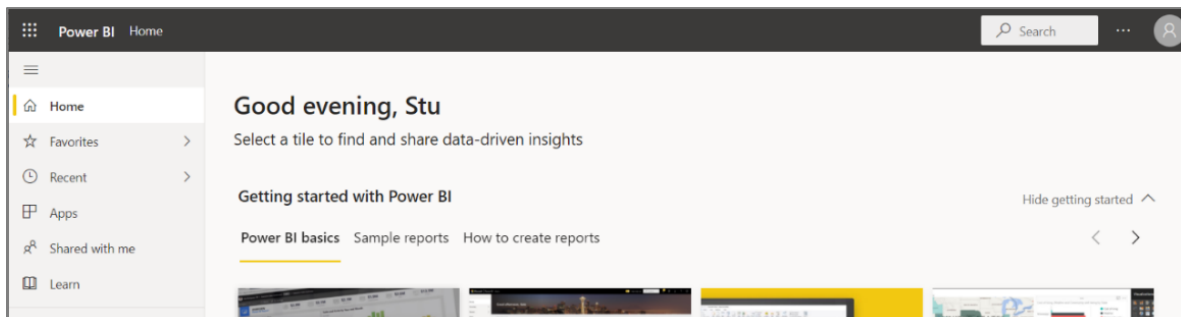 Power BI Home
Search
Home
Good evening, Stu
Favorites
Select a tile to find and share data-driven insights
Recent
Getting started with Power BI
Hide getting started
Apps
Power BI basics Sample reports How to create reports
Shared with me
Learn